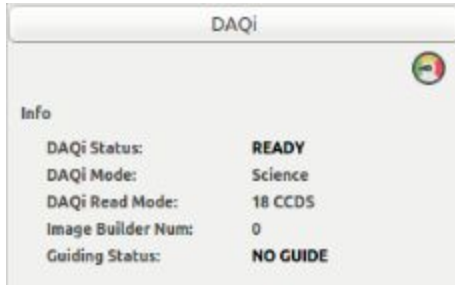 DAQi
Info
DAQi Status: READY
DAQi Mode: Science
DAQi Read Mode: 18 CCDS
Image Builder Num: 0
Guiding Status: NO GUIDE